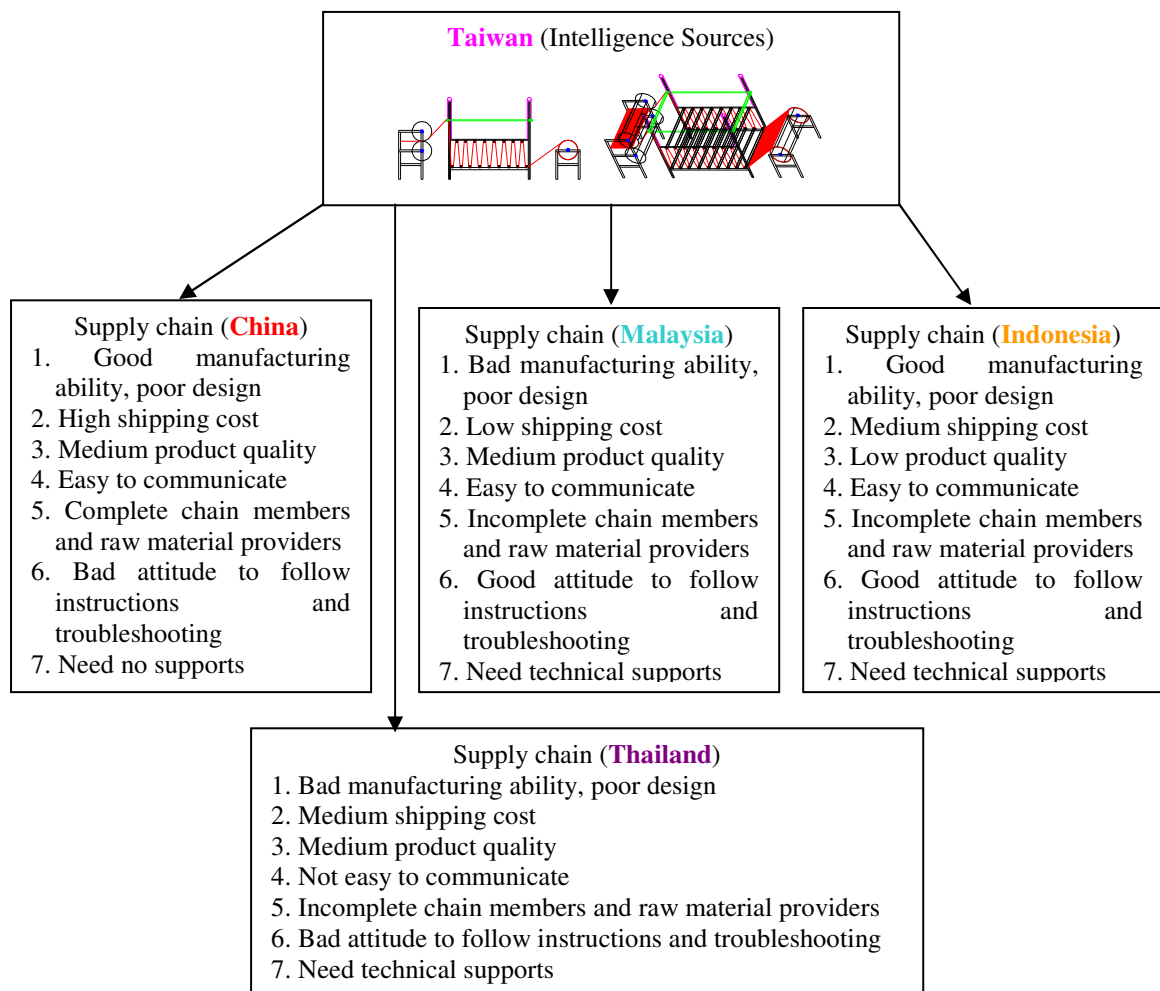 Taiwan (Intelligence Sources)
Supply chain (China)
1. Good manufacturing
ability, poor design
2. High shipping cost
3. Medium product quality
4. Easy to communicate
5. Complete chain members
and raw material providers
6. Bad attitude to follow
instructions and
troubleshooting
7. Need no supports
Supply chain (Malaysia)
1. Bad manufacturing ability,
poor design
2. Low shipping cost
3. Medium product quality
4. Easy to communicate
5. Incomplete chain members
and raw material providers
6. Good attitude to follow
instructions and
troubleshooting
7. Need technical supports
Supply chain (Indonesia)
1. Good manufacturing
ability, poor design
2. Medium shipping cost
3. Low product quality
4. Easy to communicate
5. Incomplete chain members
and raw material providers
6. Good attitude to follow
instructions and
troubleshooting
7. Need technical supports
Supply chain (Thailand)
1. Bad manufacturing ability, poor design
2. Medium shipping cost
3. Medium product quality
4. Not easy to communicate
5. Incomplete chain members and raw material providers
6. Bad attitude to follow instructions and troubleshooting
7. Need technical supports